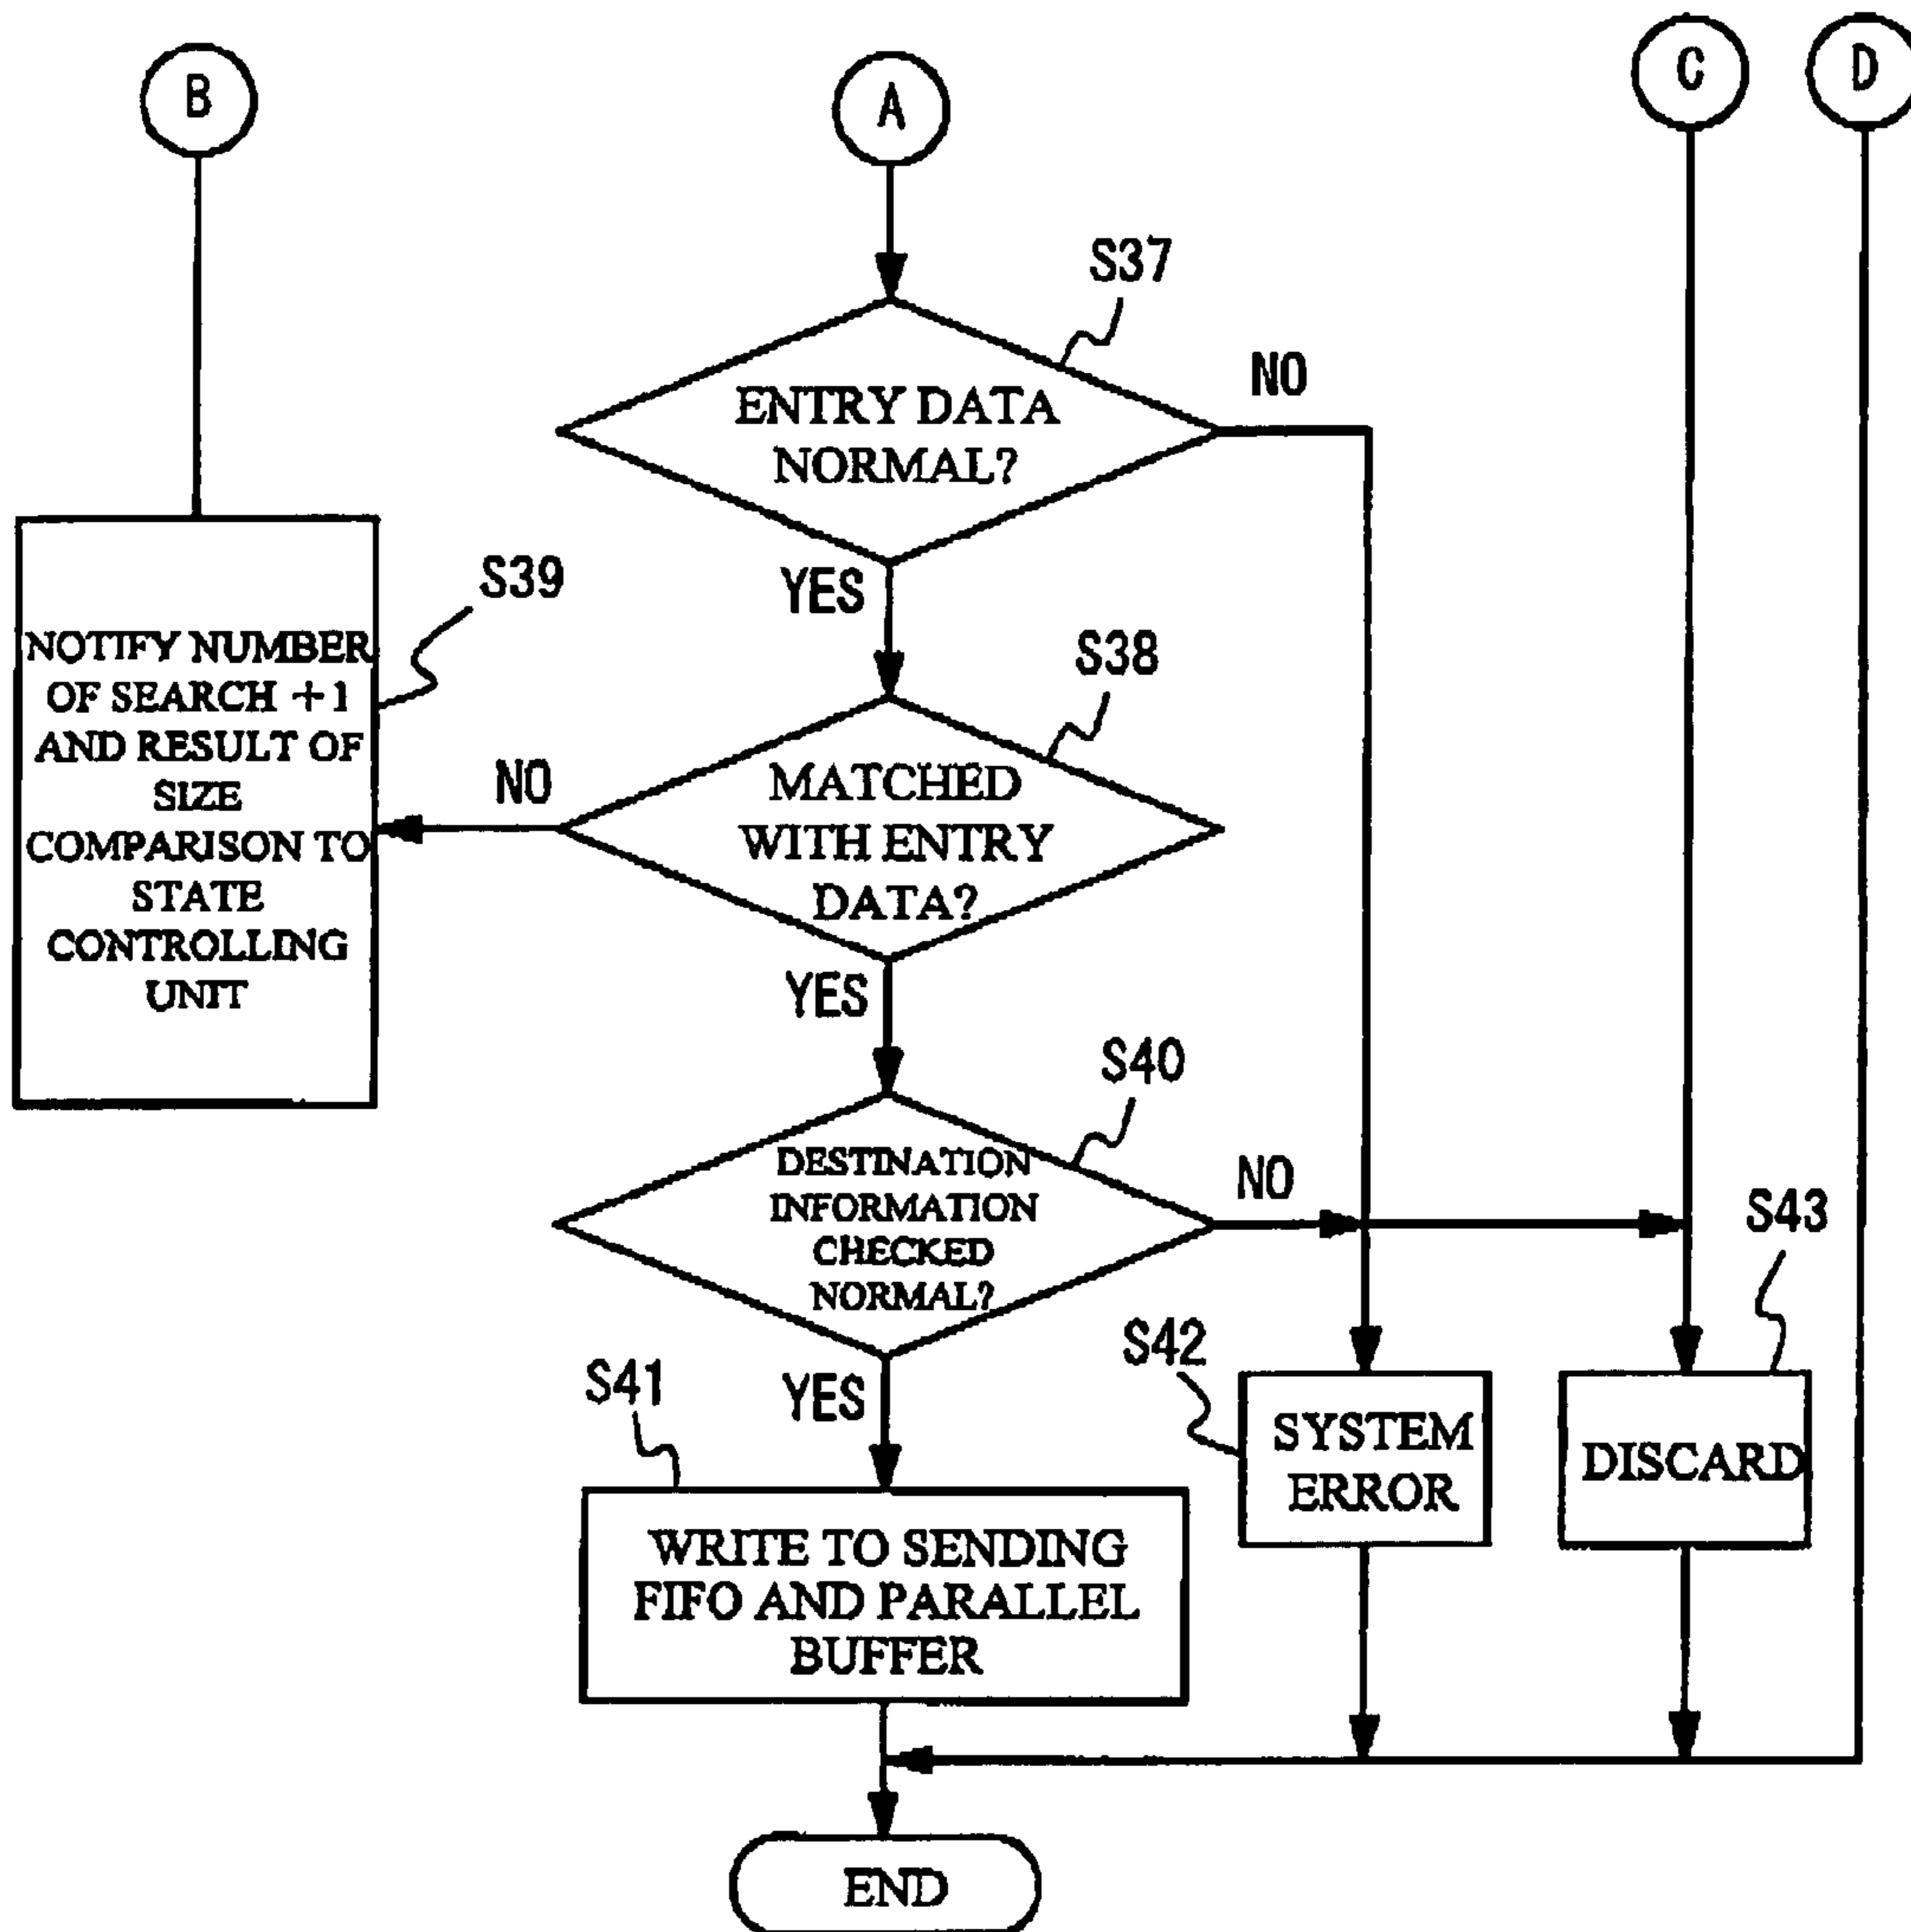 B
A
C
D
S37
ENTRY DATA
NORMAL?
NO
YES
S39
NOTIFY NUMBER
OF SEARCH +1
AND RESULT OF
SIZE
COMPARISON TO
STATE
CONTROLLING
UNIT
S38
MATCHED
WITH ENTRY
DATA?
NO
YES
S40
DESTINATION
INFORMATION
CHECKED
NORMAL?
NO
YES
S41
WRITE TO SENDING
FIFO AND PARALLEL
BUFFER
S42
SYSTEM
ERROR
S43
DISCARD
END